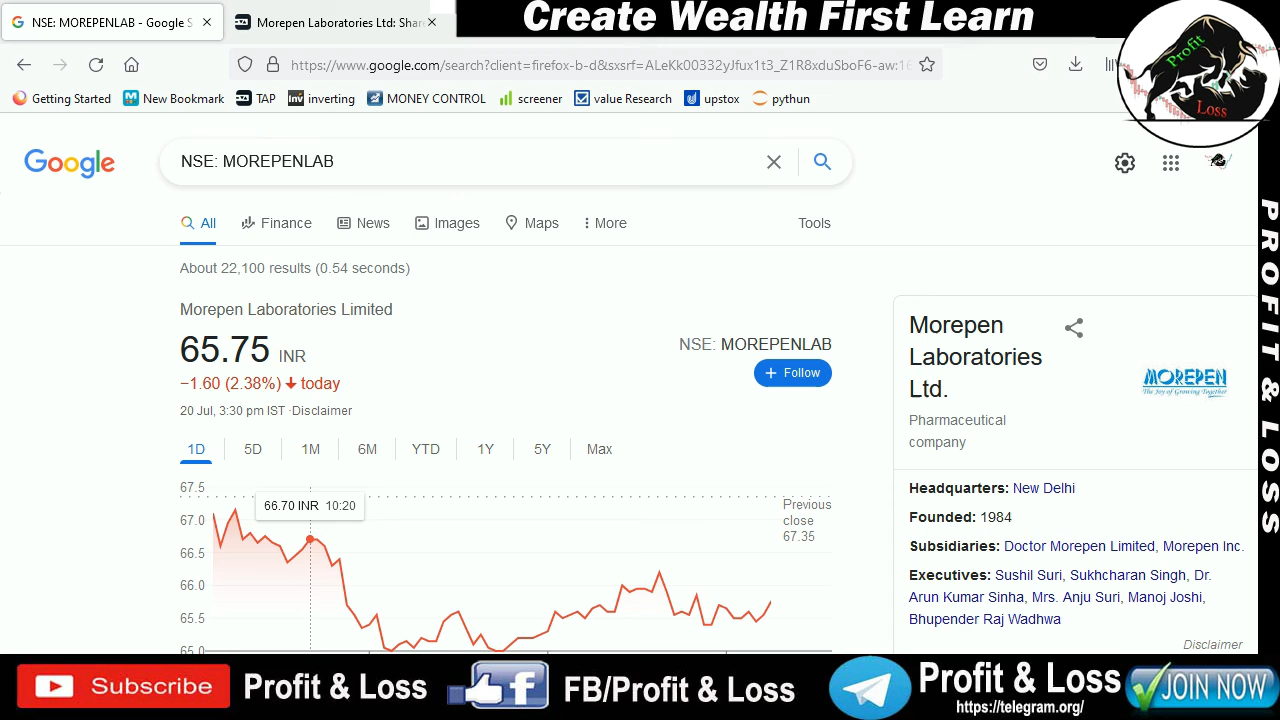 NSE: MOREPENLAB - Google S
Morepen Laboratories Ltd: Shar
Create Wealth First Learn
https://www.google.com/search?client=firefox-b-d&sxsrf=ALeKk00332yJfux1t3_Z1R8xduSboF6-aw:16
Getting Started
New Bookmark
TAP
inverting
MONEYCONTROL
screener
value Research
upstox
pythun
Profit
Loss
Google
NSE: MOREPENLAB
All
Finance
News
Images
Maps
More
Tools
About 22,100 results (0.54 seconds)
Morepen Laboratories Limited
65.75 INR
NSE: MOREPENLAB
−1.60 (2.38%) today
+ Follow
20 Jul, 3:30 pm IST ·Disclaimer
1D 5D 1M 6M YTD 1Y 5Y Max
67.5
66.70 INR 10:20
67.0
66.5
66.0
65.5
65.0
Previous
close
67.35
Morepen
Laboratories
Ltd.
MOREPEN
The Joy of Growing Together
Pharmaceutical
company
Headquarters: New Delhi
Founded: 1984
Subsidiaries: Doctor Morepen Limited, Morepen Inc.
Executives: Sushil Suri, Sukhcharan Singh, Dr.
Arun Kumar Sinha, Mrs. Anju Suri, Manoj Joshi,
Bhupender Raj Wadhwa
Disclaimer
PROFIT & LOSS
Subscribe
Profit & Loss
f
FB/Profit & Loss
Profit & Loss
https://telegram.org/
JOIN NOW